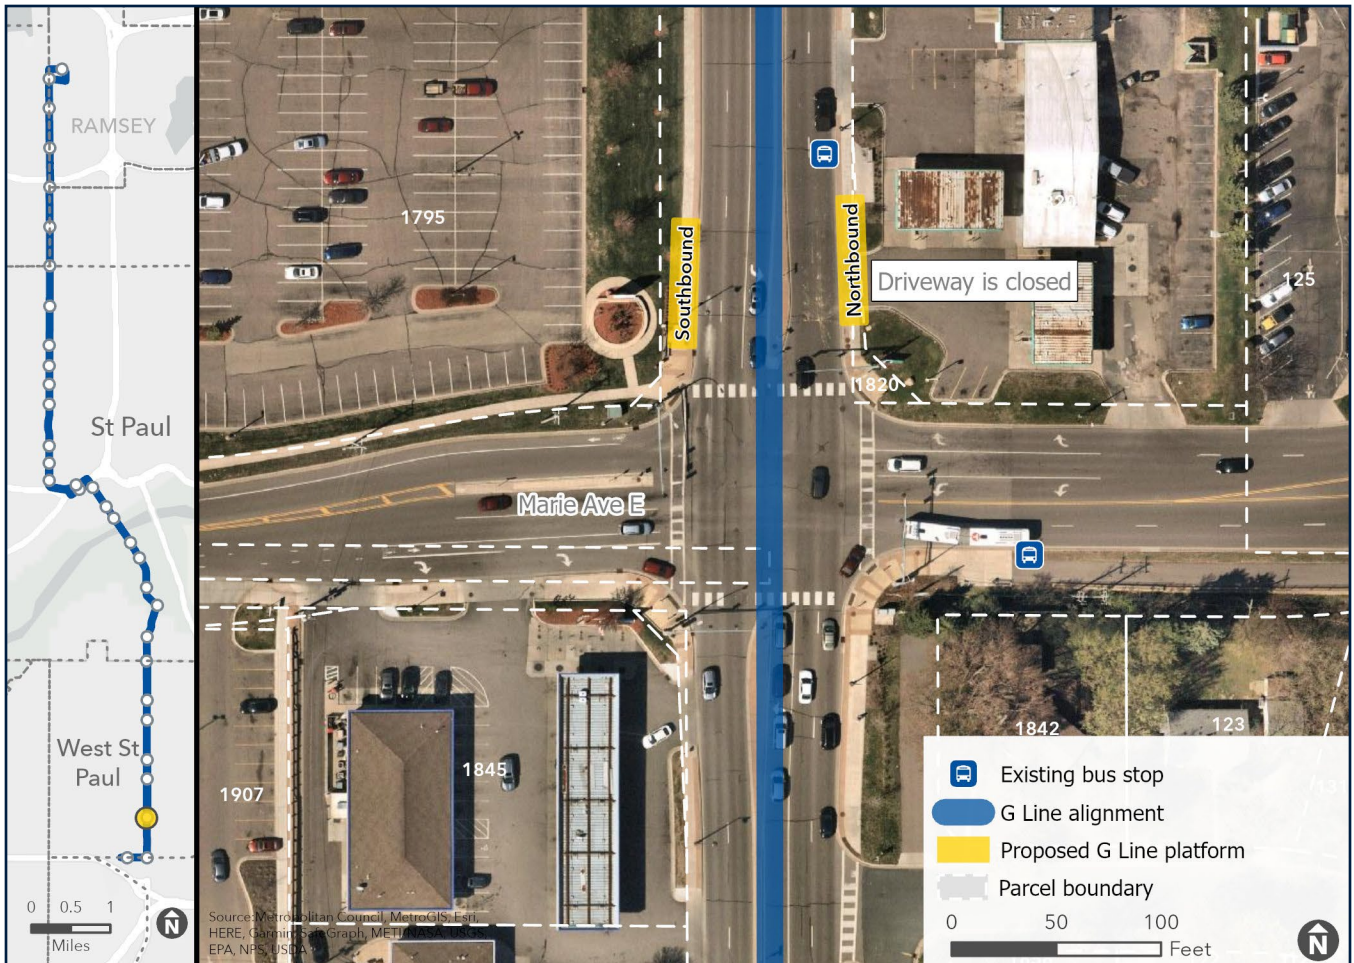 RAMSEY
St Paul
West St
Paul
0 0.5 1
Miles
N
1795
Southbound
Northbound
Driveway is closed
125
1820
Marie Ave E
1907
1845
1842
123
131
Source: Metropolitan Council, MetroGIS, Esri,
HERE, Garmin, SafeGraph, METI/NASA, USGS,
EPA, NPS, USDA
Existing bus stop
G Line alignment
Proposed G Line platform
Parcel boundary
0 50 100
Feet
N